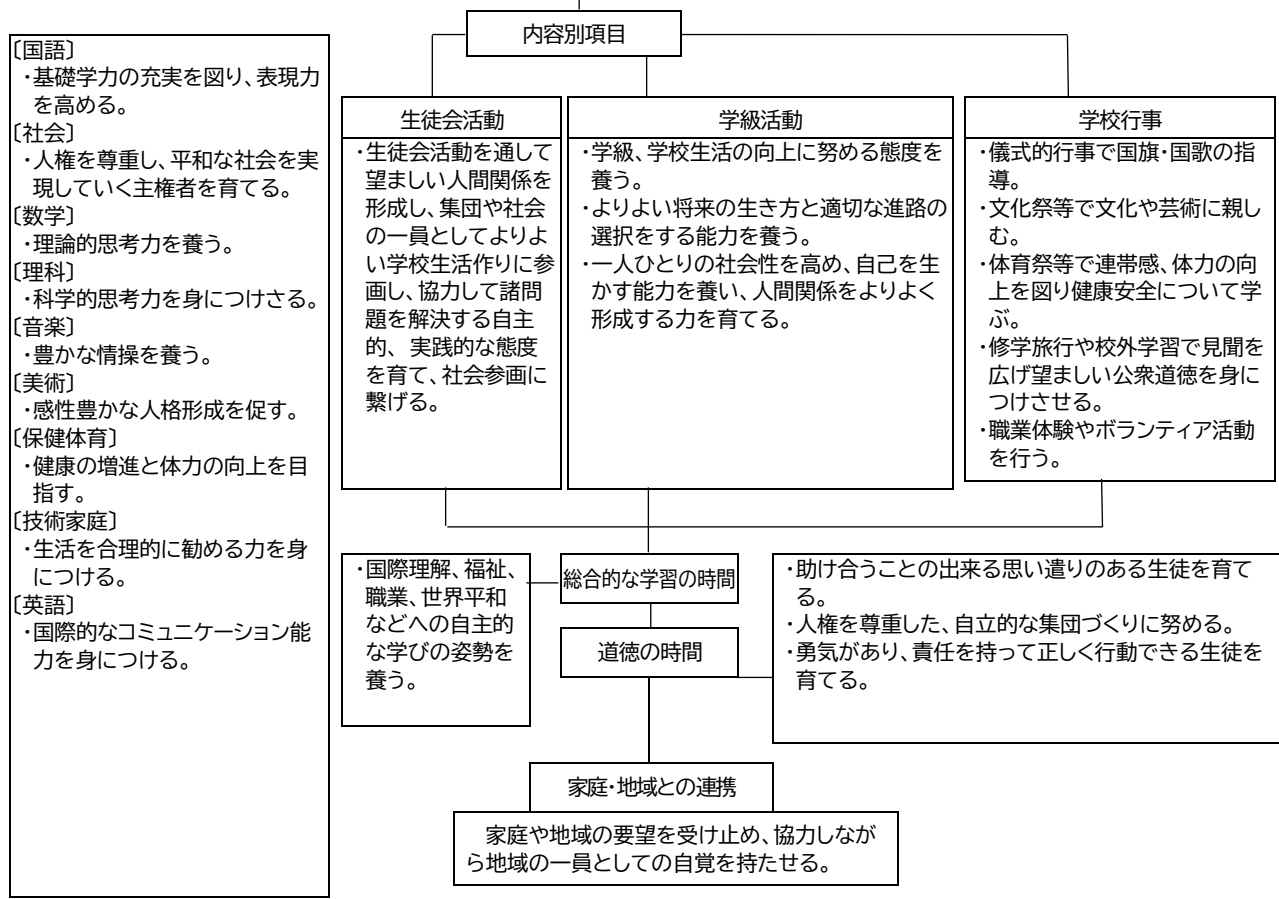 内容別項目
〔国語〕
・基礎学力の充実を図り、表現力
を高める。
〔社会〕
・人権を尊重し、平和な社会を実
現していく主権者を育てる。
〔数学〕
・理論的思考力を養う。
〔理科〕
・科学的思考力を身につけさる。
〔音楽〕
・豊かな情操を養う。
〔美術〕
・感性豊かな人格形成を促す。
〔保健体育〕
・健康の増進と体力の向上を目
指す。
〔技術家庭〕
・生活を合理的に勧める力を身
につける。
〔英語〕
・国際的なコミュニケーション能
力を身につける。
生徒会活動
・生徒会活動を通して
望ましい人間関係を
形成し、集団や社会
の一員としてよりよ
い学校生活作りに参
画し、協力して諸問
題を解決する自主
的、 実践的な態度
を育て、社会参画に
繋げる。
学級活動
・学級、学校生活の向上に努める態度を
養う。
・よりよい将来の生き方と適切な進路の
選択をする能力を養う。
・一人ひとりの社会性を高め、自己を生
かす能力を養い、人間関係をよりよく
形成する力を育てる。
学校行事
・儀式的行事で国旗・国歌の指
導。
・文化祭等で文化や芸術に親し
む。
・体育祭等で連帯感、体力の向
上を図り健康安全について学
ぶ。
・修学旅行や校外学習で見聞を
広げ望ましい公衆道徳を身に
つけさせる。
・職業体験やボランティア活動
を行う。
・国際理解、福祉、
職業、世界平和
などへの自主的
な学びの姿勢を
養う。
総合的な学習の時間
道徳の時間
・助け合うことの出来る思い遣りのある生徒を育て
る。
・人権を尊重した、自立的な集団づくりに努める。
・勇気があり、責任を持って正しく行動できる生徒を
育てる。
家庭・地域との連携
家庭や地域の要望を受け止め、協力しなが
ら地域の一員としての自覚を持たせる。